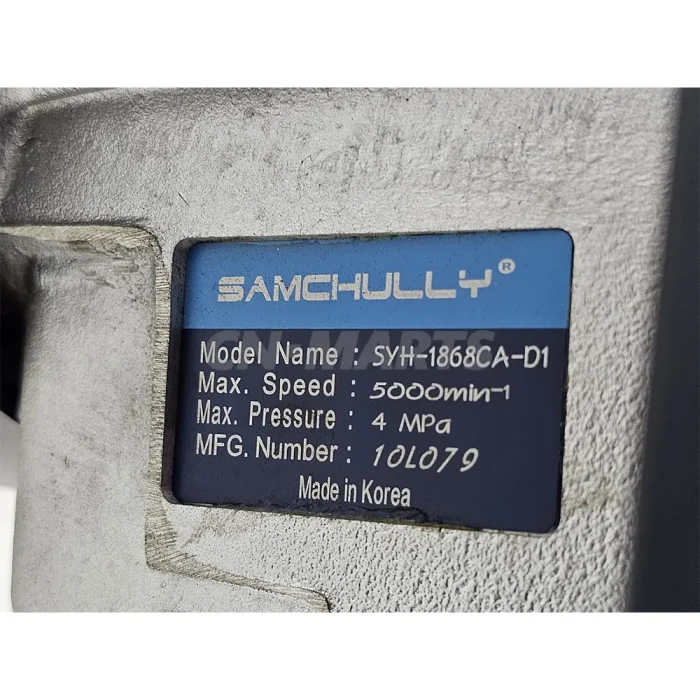 SAMCHULLY®
CN-MARTS
Model Name : SYH-1868CA-D1
Max. Speed : 5000min-1
Max. Pressure : 4 MPa
MFG. Number : 10L079
Made in Korea